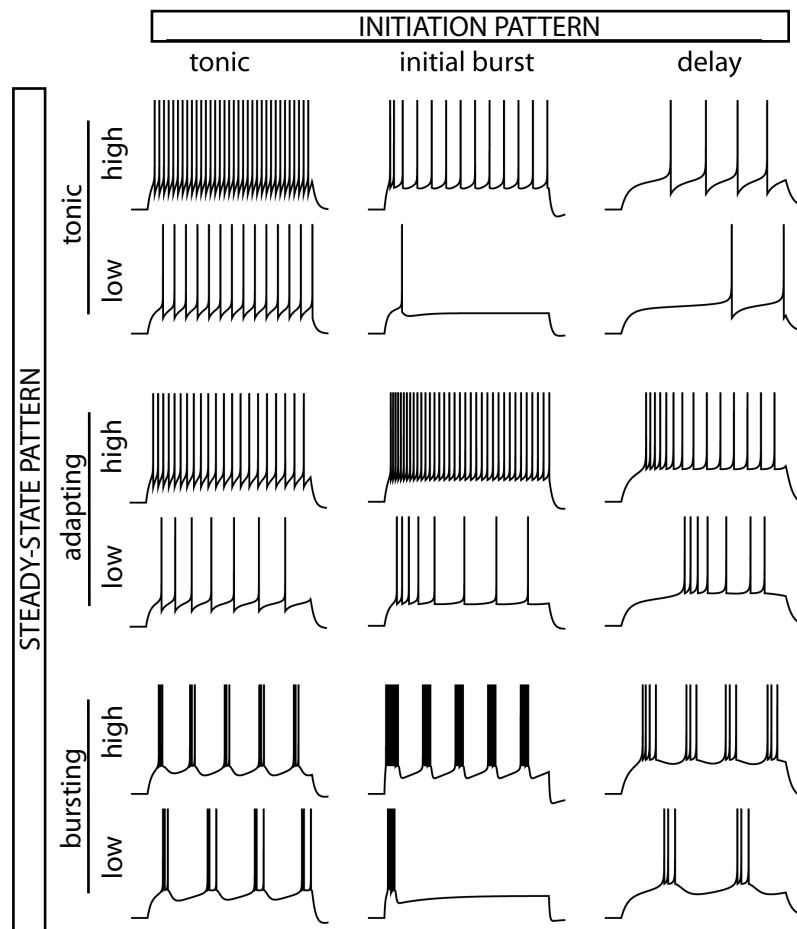 INITIATION PATTERN
tonic initial burst delay
STEADY-STATE PATTERN
tonic
high
low
adapting
high
low
bursting
high
low